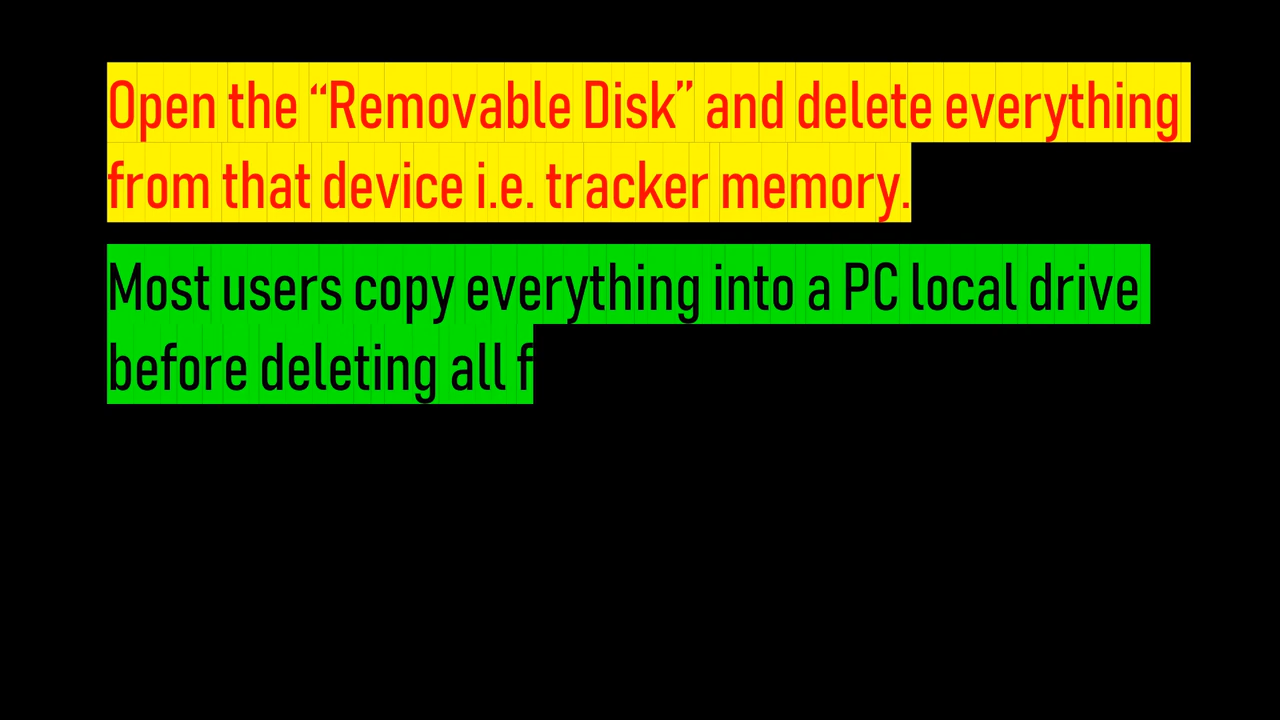 Open the “Removable Disk” and delete everything
from that device i.e. tracker memory.
Most users copy everything into a PC local drive
before deleting all f